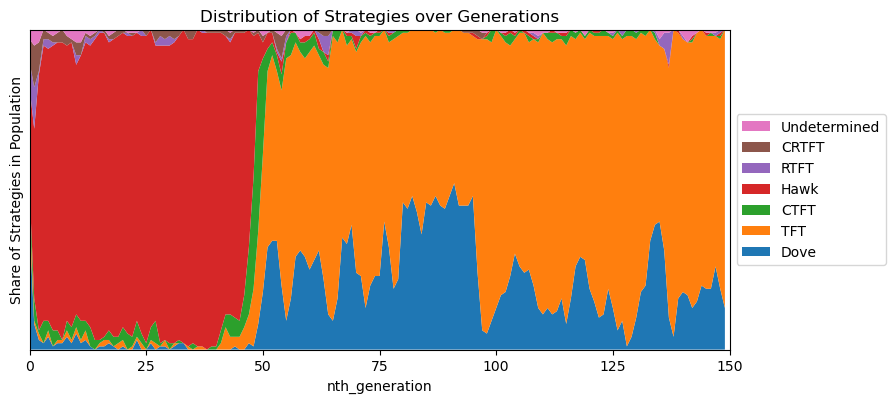 Distribution of Strategies over Generations
Share of Strategies in Population
Undetermined
CRTFT
RTFT
Hawk
CTFT
TFT
Dove
0
25
50
75
100
125
150
nth_generation